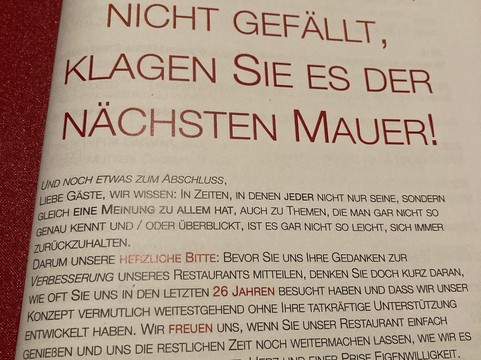 NICHT GEFÄLLT,
KLAGEN SIE ES DER
NÄCHSTEN MAUER!
UND NOCH ETWAS ZUM ABSCHLUSS,
LIEBE GÄSTE, WIR WISSEN: IN ZEITEN, IN DENEN JEDER NICHT NUR SEINE, SONDERN
GLEICH EINE MEINUNG ZU ALLEM HAT, AUCH ZU THEMEN, DIE MAN GAR NICHT SO
GENAU KENNT UND / ODER ÜBERBLICKT, IST ES GAR NICHT SO LEICHT, SICH IMMER
ZURÜCKZUHALTEN.
DARUM UNSERE HERZLICHE BITTE: BEVOR SIE UNS IHRE GEDANKEN ZUR
VERBESSERUNG UNSERES RESTAURANTS MITTEILEN, DENKEN SIE DOCH KURZ DARAN,
WIE OFT SIE UNS IN DEN LETZTEN 26 JAHREN BESUCHT HABEN UND DASS WIR UNSER
KONZEPT VERMUTLICH WEITESTGEHEND OHNE IHRE TATKRÄFTIGE UNTERSTÜTZUNG
ENTWICKELT HABEN. WIR FREUEN UNS, WENN SIE UNSER RESTAURANT EINFACH
GENIEßEN UND UNS DIE RESTLICHEN ZEIT NOCH WEITERMACHEN LASSEN, WIE WIR ES
HERZ UND EINER PRISE EIGENWILLIGKEIT.